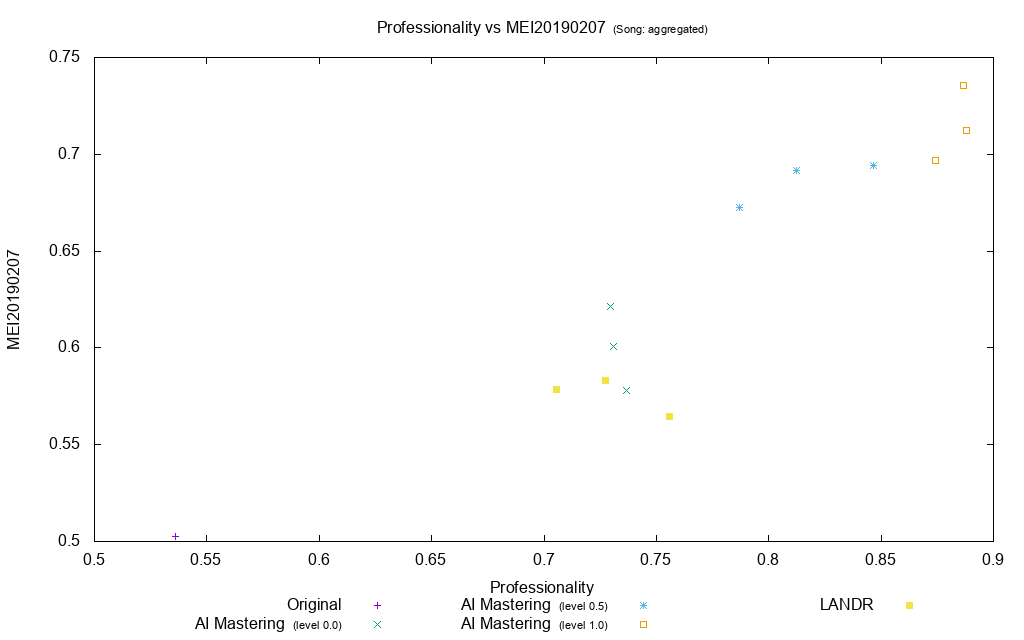 Professionality vs MEI20190207 (Song: aggregated)
0.75
0.7
0.65
0.6
0.55
0.5
MEI20190207
0.5 0.55 0.6 0.65 0.7 0.75 0.8 0.85 0.9
Professionality
Original AI Mastering (level 0.5) LANDR
AI Mastering (level 0.0) AI Mastering (level 1.0)